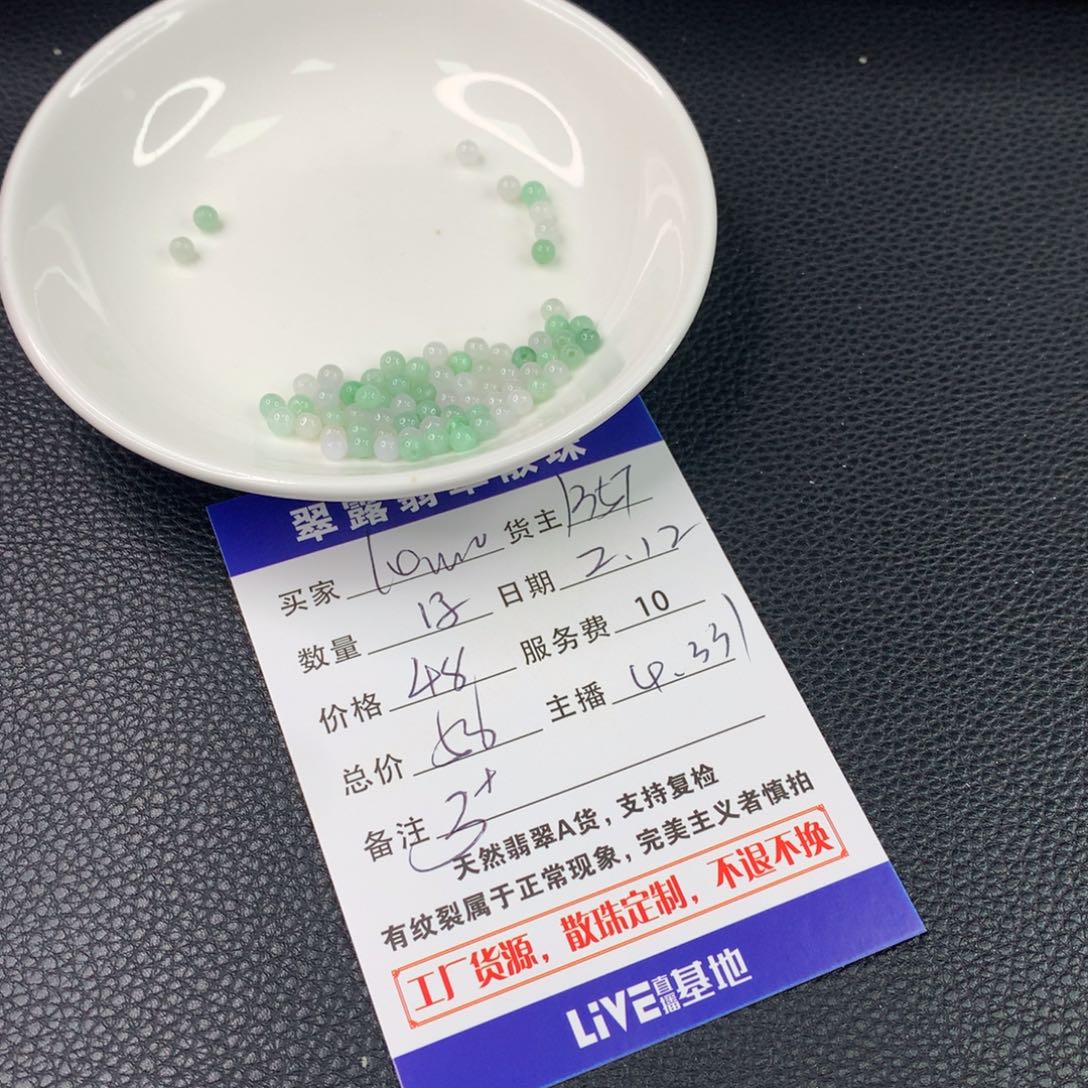 翠露翡翠散珠
买家 货主
数量 日期 2.12
价格 48 服务费 10
总价 主播
备注 3+
天然翡翠A货，支持复检
有纹裂属于正常现象，完美主义者慎拍
工厂货源，散珠定制，不退不换
LiVE直播基地